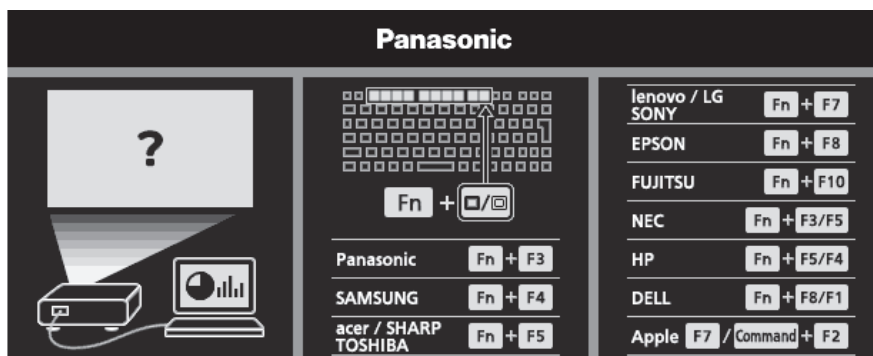 Panasonic
?
Fn + □/回
Panasonic Fn + F3
SAMSUNG Fn + F4
acer / SHARP
TOSHIBA Fn + F5
lenovo / LG
SONY Fn + F7
EPSON Fn + F8
FUJITSU Fn + F10
NEC Fn + F3/F5
HP Fn + F5/F4
DELL Fn + F8/F1
Apple F7 / Command + F2